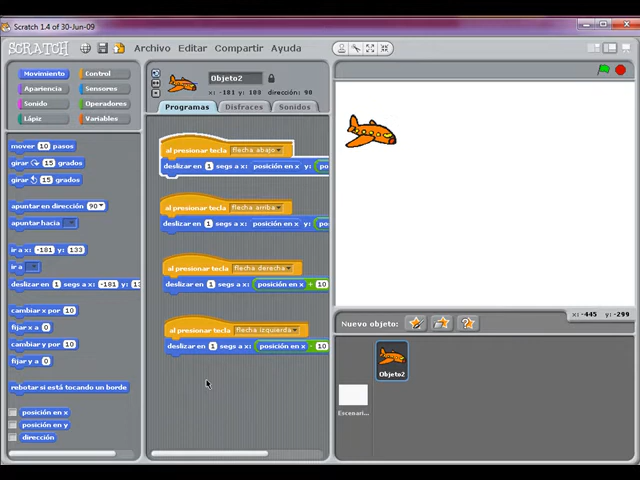 Scratch 1.4 of 30-Jun-09
SCRATCH Archivo Editar Compartir Ayuda
Movimiento Control
Apariencia Sensores
Sonido Operadores
Lápiz Variables
Objeto2
x: -181 y: 188 dirección: 90
Programas Disfraces Sonidos
mover 10 pasos
girar 15 grados
girar 15 grados
apuntar en dirección 90
apuntar hacia
ir a x: -181 y: 133
ir a
deslizar en 1 segs a x: -181 y: 13
cambiar x por 10
fijar x a 0
cambiar y por 10
fijar y a 0
rebotar si está tocando un borde
posición en x
posición en y
dirección
al presionar tecla flecha abajo
deslizar en 1 segs a x: posición en x y: po
al presionar tecla flecha arriba
deslizar en 1 segs a x: posición en x y: po
al presionar tecla flecha derecha
deslizar en 1 segs a x: posición en x + 10
al presionar tecla flecha izquierda
deslizar en 1 segs a x: posición en x - 10
x: -445 y: -299
Nuevo objeto:
Objeto2
Escenari...